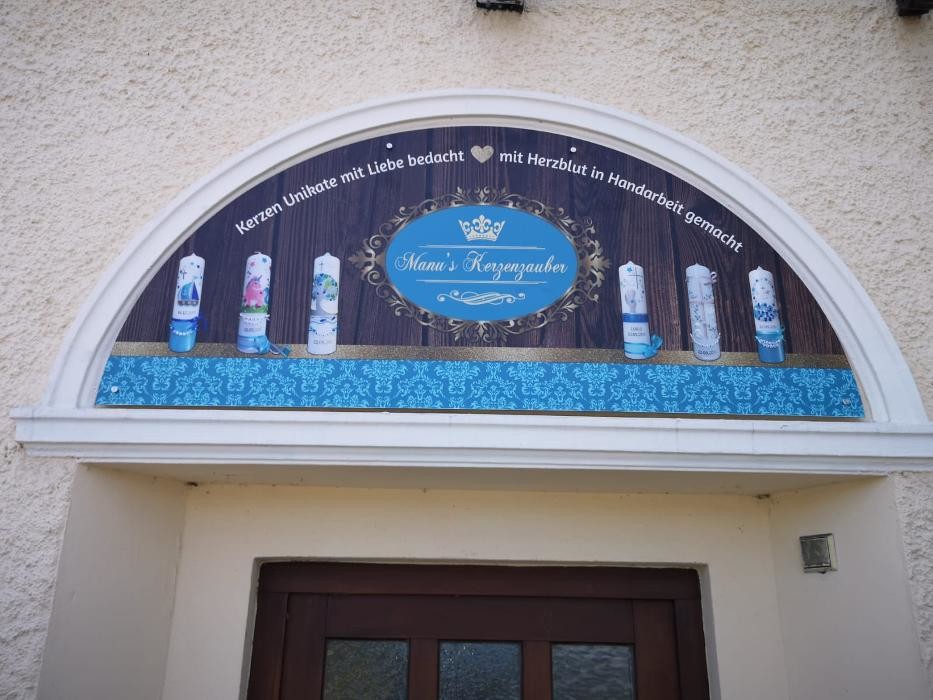 Kerzen Unikate mit Liebe bedacht mit Herzblut in Handarbeit gemacht
Manu's Kerzenzauber